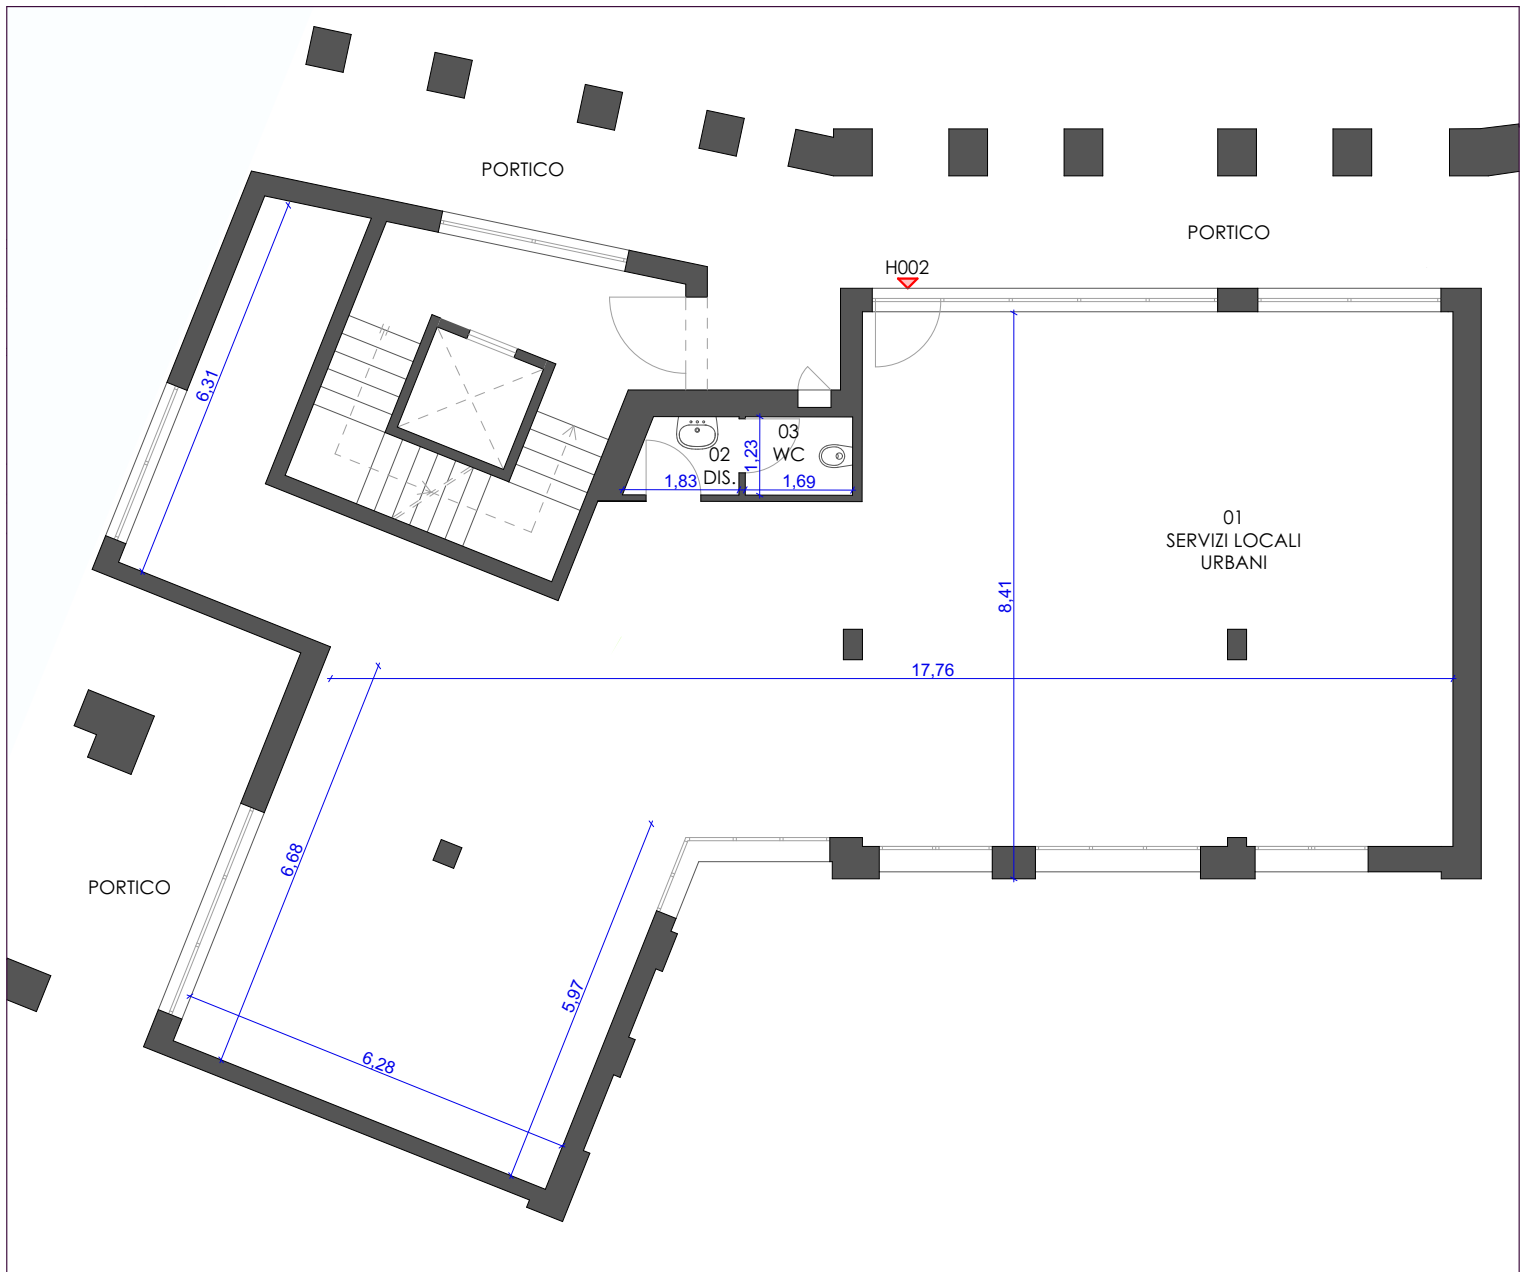 PORTICO
PORTICO
H002
6,31
03
WC
02
DIS.
1,23
1,83
1,69
01
SERVIZI LOCALI
URBANI
8,41
17,76
6,68
PORTICO
5,97
6,28